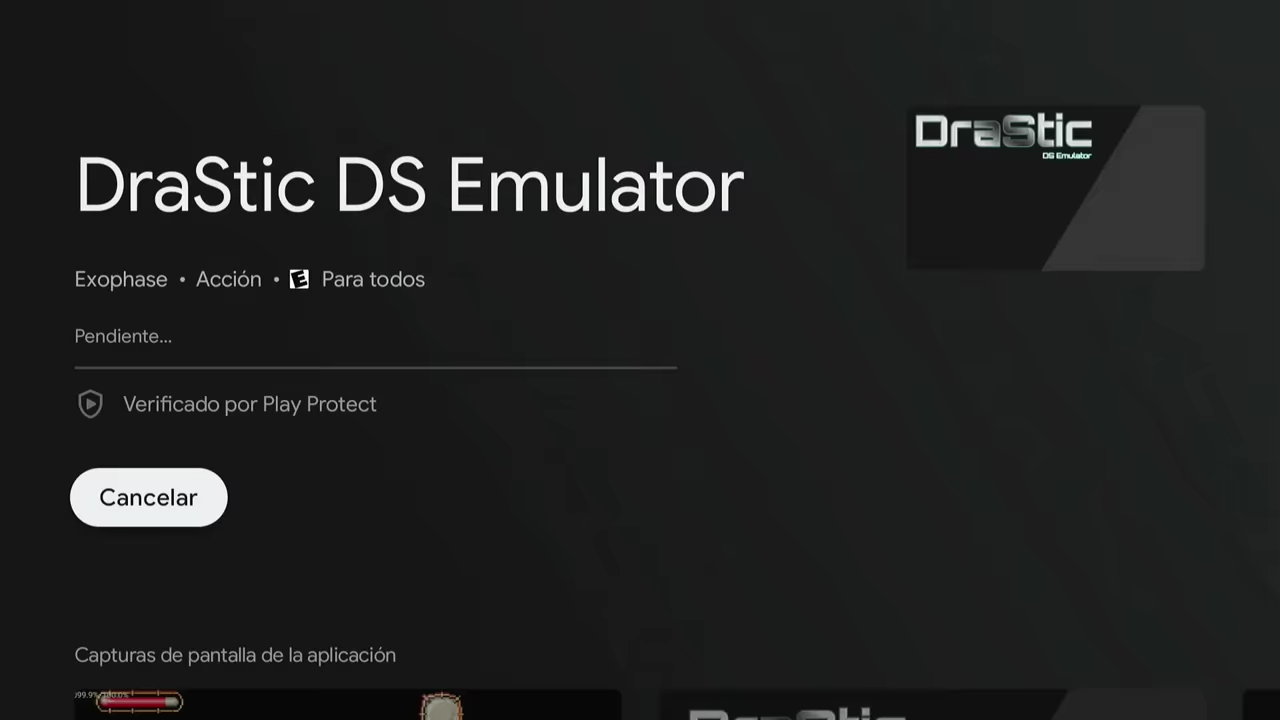 DraStic
DS Emulator
DraStic DS Emulator
Exophase • Acción • E Para todos
Pendiente...
Verificado por Play Protect
Cancelar
Capturas de pantalla de la aplicación
DraStic